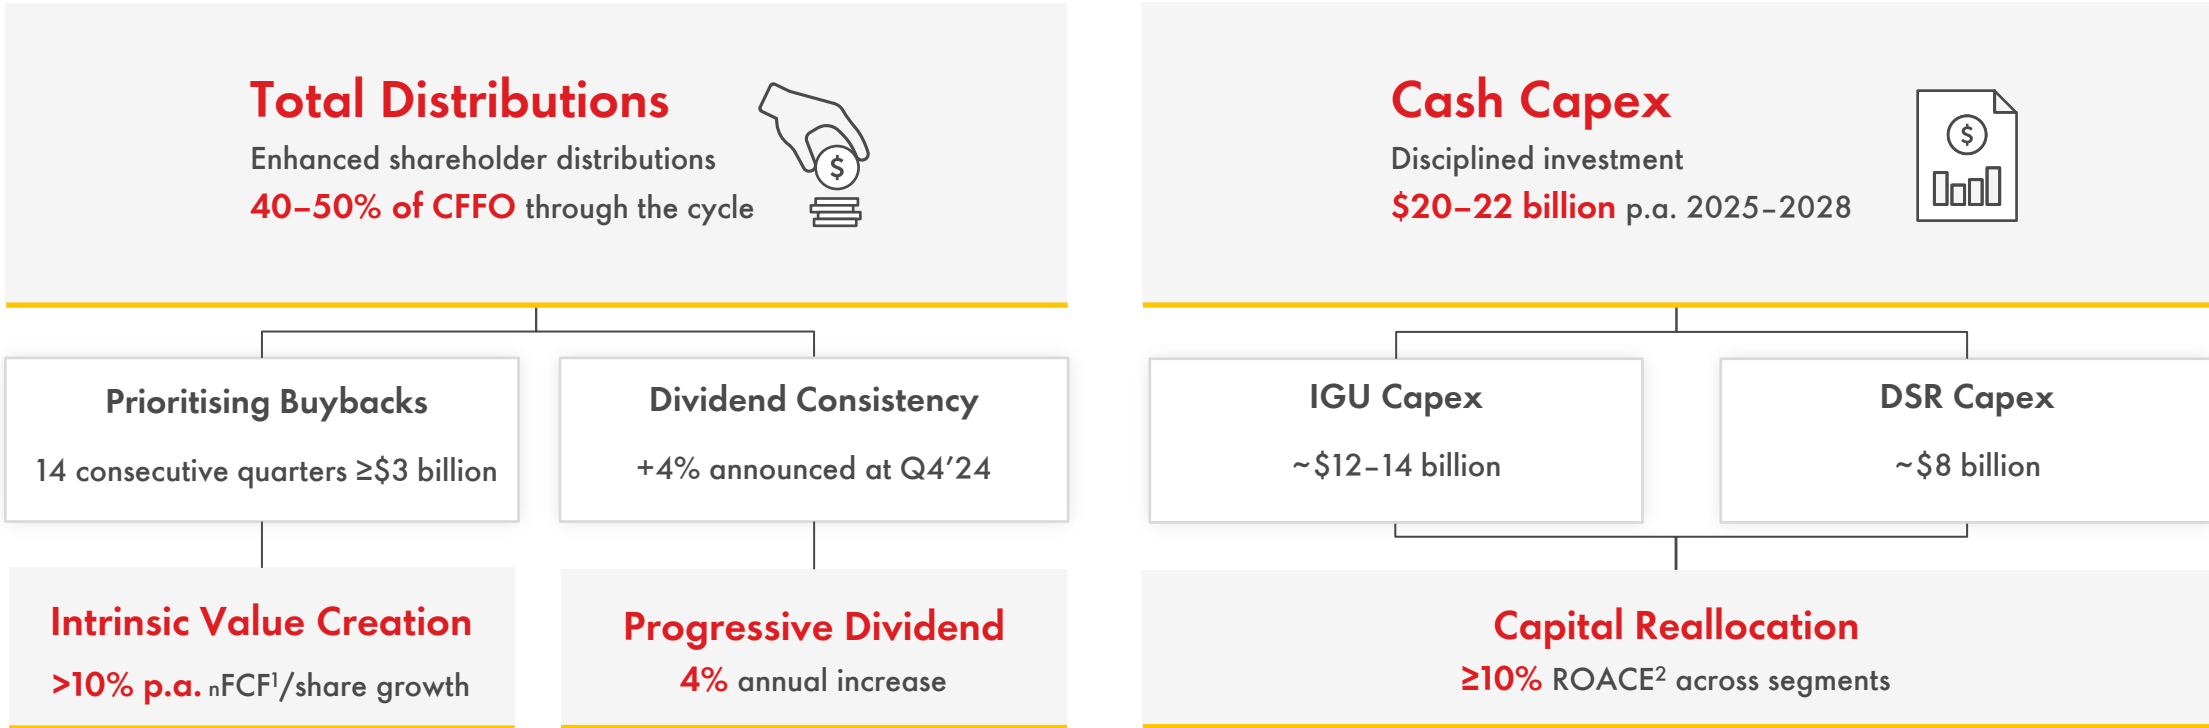 Total Distributions
Enhanced shareholder distributions
40–50% of CFFO through the cycle
$
Prioritising Buybacks
14 consecutive quarters ≥$3 billion
Dividend Consistency
+4% announced at Q4’24
Intrinsic Value Creation
>10% p.a. nFCF¹/share growth
Progressive Dividend
4% annual increase
Cash Capex
Disciplined investment
$20–22 billion p.a. 2025–2028
$
IGU Capex
~$12–14 billion
DSR Capex
~$8 billion
Capital Reallocation
≥10% ROACE² across segments